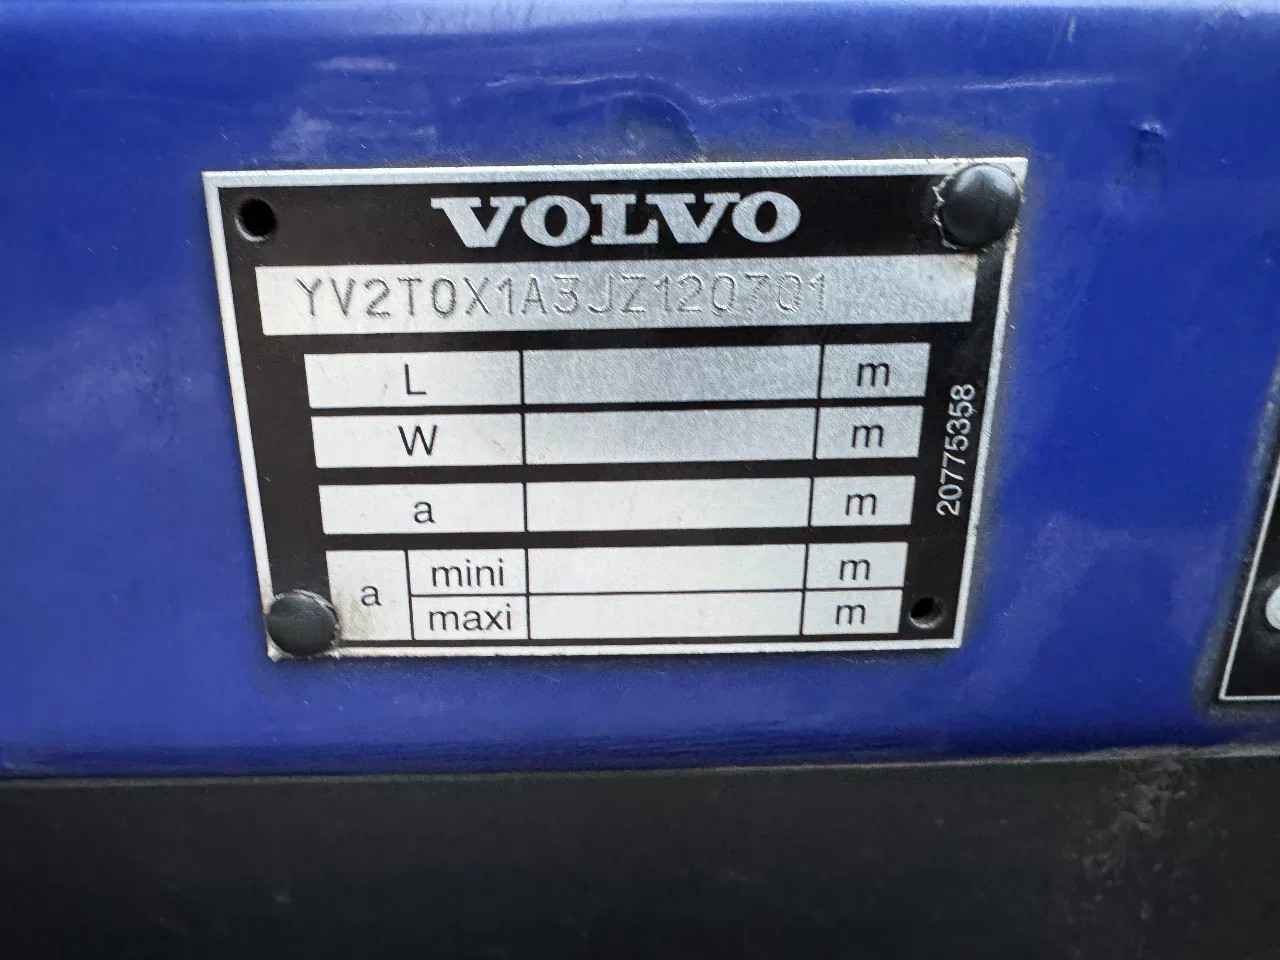 VOLVO
YV2T0X1A3JZ120701
L m
W m
a m
a mini m
maxi m
20775358